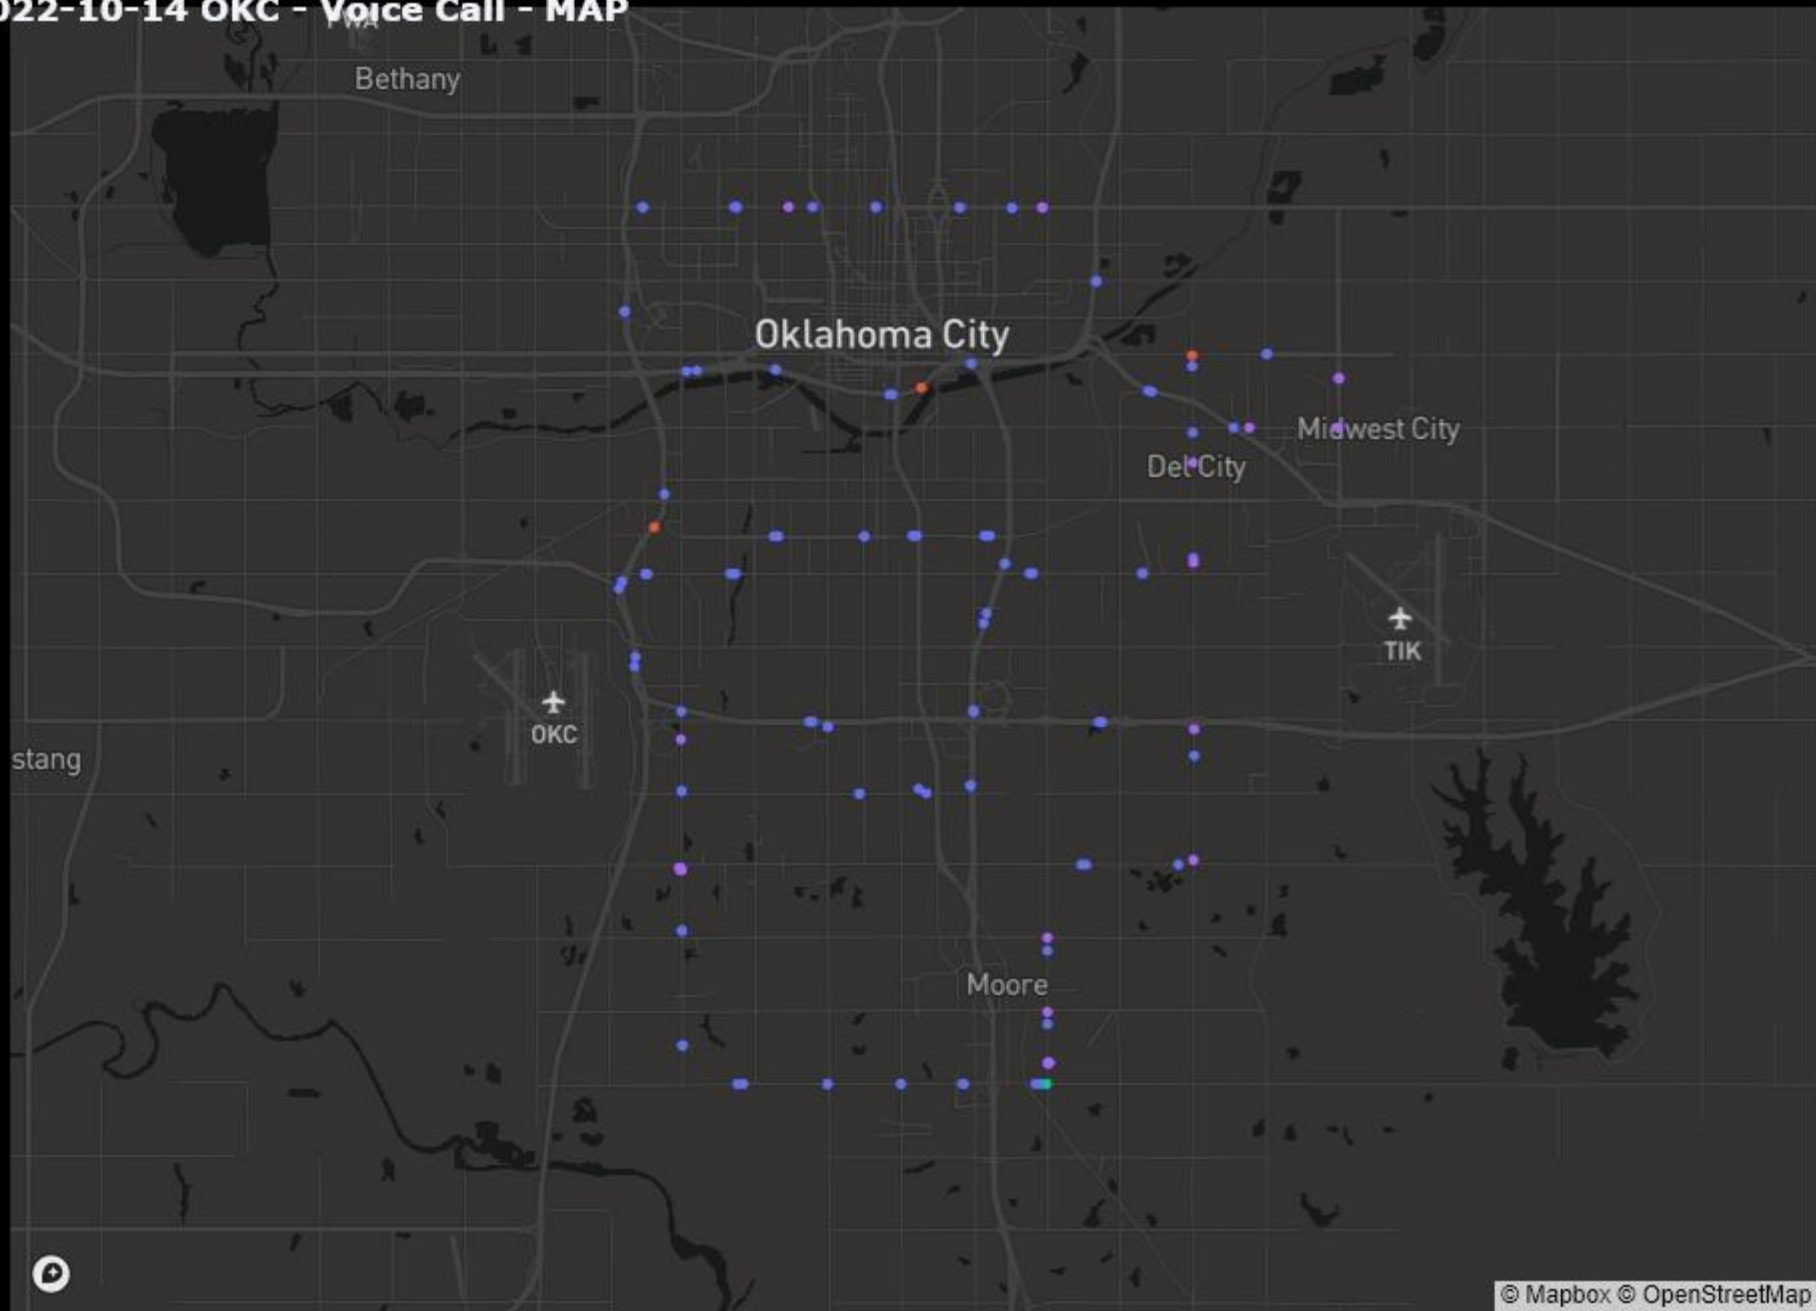 022-10-14 OKC - Voice Call - MAP
PWA
Bethany
Oklahoma City
Midwest City
Del City
TIK
OKC
stang
Moore
© Mapbox © OpenStreetMap